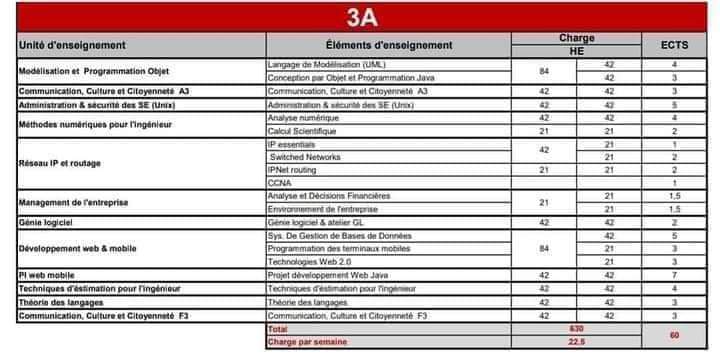 3A
Unité d'enseignement Éléments d'enseignement Charge HE ECTS
Modélisation et Programmation Objet 84
Langage de Modélisation (UML) 42 4
Conception par Objet et Programmation Java 42 3
Communication, Culture et Citoyenneté A3 Communication, Culture et Citoyenneté A3 42 42 3
Administration & sécurité des SE (Unix) Administration & sécurité des SE (Unix) 42 42 5
Méthodes numériques pour l'ingénieur
Analyse numérique 42 42 4
Calcul Scientifique 21 21 2
Réseau IP et routage
IP essentials 42 21 1
Switched Networks 21 2
IPNet routing 21 21 2
CCNA 1
Management de l'entreprise 21
Analyse et Décisions Financières 21 1,5
Environnement de l'entreprise 21 1,5
Génie logiciel Génie logiciel & atelier GL 42 42 2
Développement web & mobile 84
Sys. De Gestion de Bases de Données 42 5
Programmation des terminaux mobiles 21 3
Technologies Web 2.0 21 3
PI web mobile Projet développement Web Java 42 42 7
Techniques d'éstimation pour l'ingénieur Techniques d'éstimation pour l'ingénieur 42 42 4
Théorie des langages Théorie des langages 42 42 3
Communication, Culture et Citoyenneté F3 Communication, Culture et Citoyenneté F3 42 42 3
Total 630 60
Charge par semaine 22.5